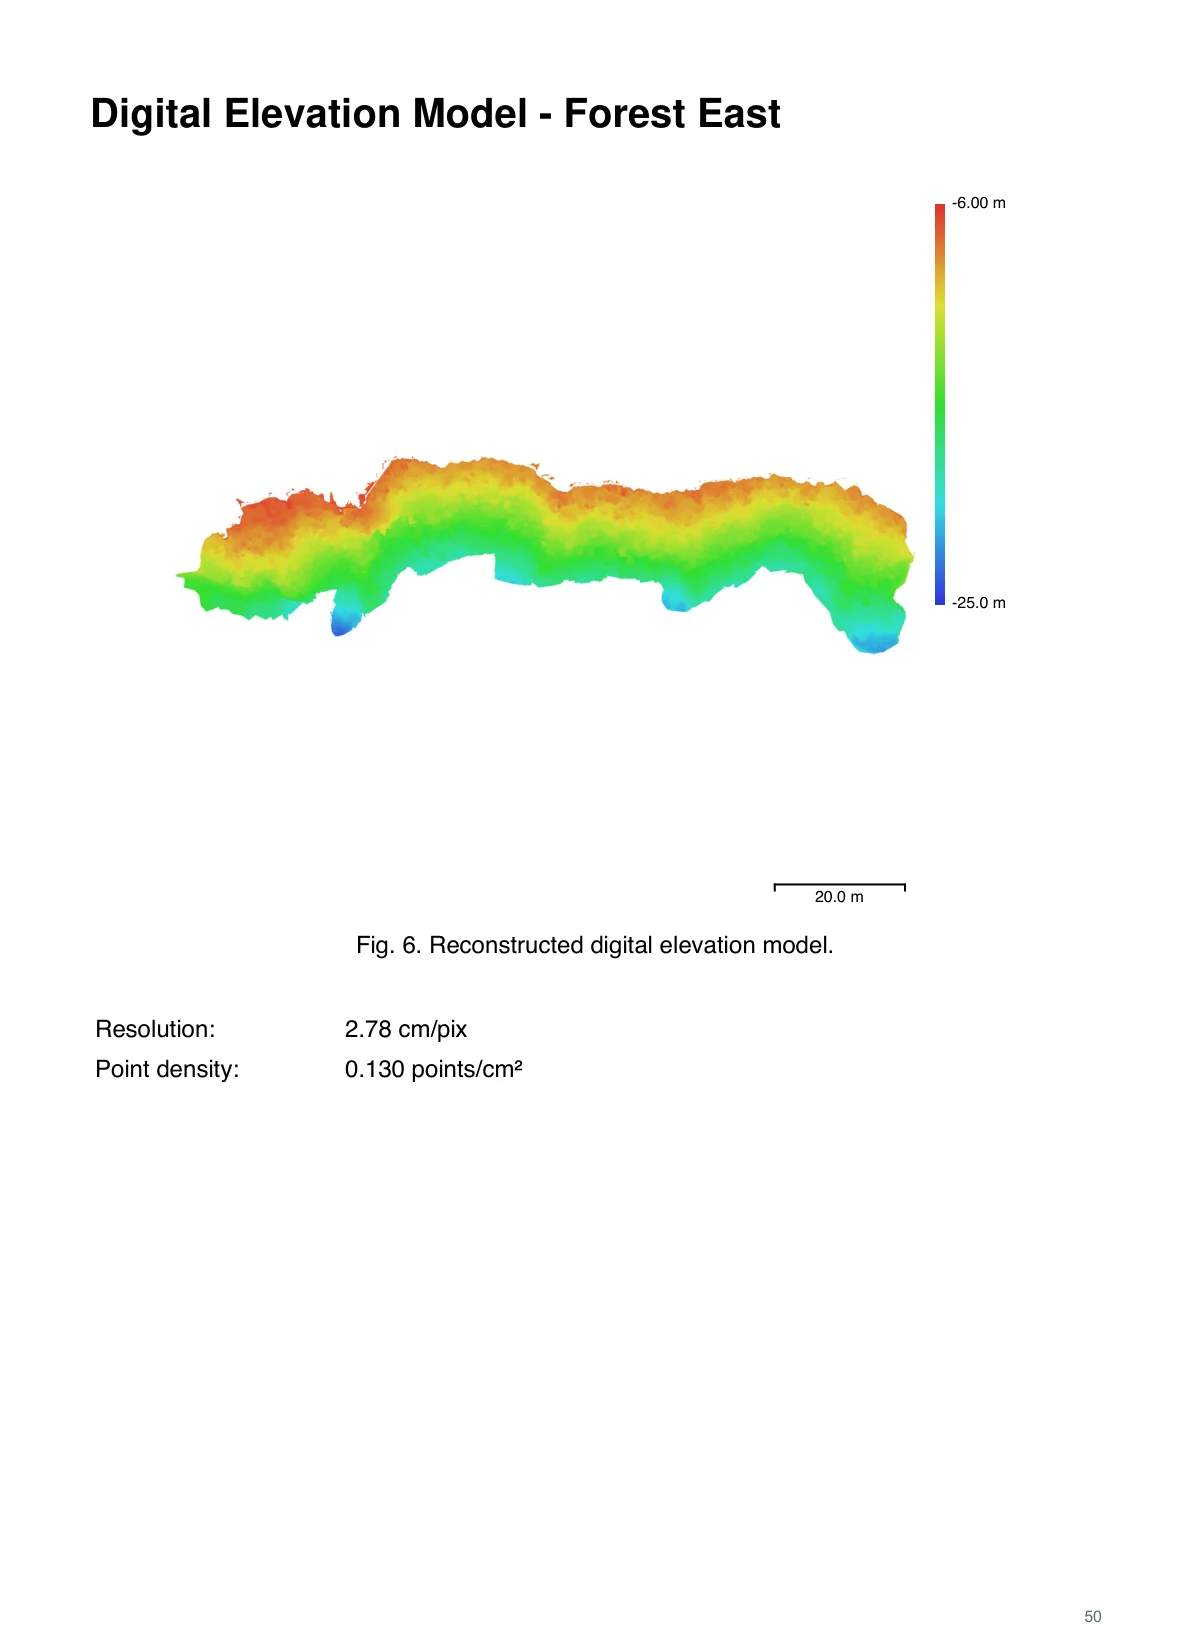 Digital Elevation Model - Forest East
-6.00 m
-25.0 m
20.0 m
Fig. 6. Reconstructed digital elevation model.
Resolution: 2.78 cm/pix
Point density: 0.130 points/cm²
50